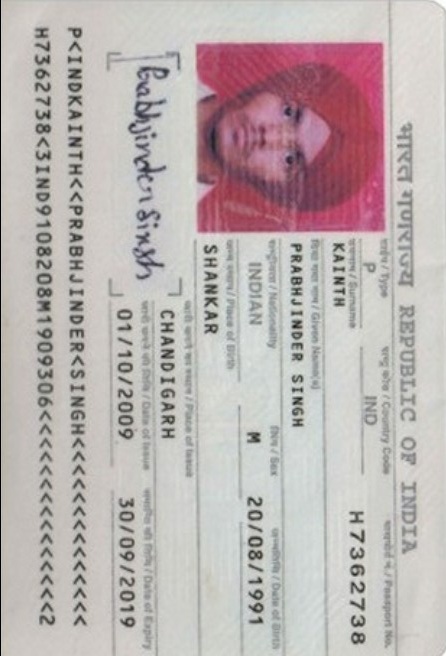 भारत गणराज्य REPUBLIC OF INDIA
टाईप / Type
राष्ट्र कोड / Country Code
पासपोर्ट नं. / Passport No.
P
IND
H7362738
उपनाम / Surname
KAINTH
दिया गया नाम / Given Name(s)
PRABHJINDER SINGH
राष्ट्रीयता / Nationality
लिंग / Sex
जन्मतिथि / Date of Birth
INDIAN
M
20/08/1991
जन्म स्थान / Place of Birth
SHANKAR
जारी करने का स्थान / Place of Issue
CHANDIGARH
जारी करने की तिथि / Date of Issue
समाप्ति की तिथि / Date of Expiry
01/10/2009
30/09/2019
Prabhjinder Singh
P<INDKAINTH<<PRABHJINDER<SINGH<<<<<<<<<<<<<<
H7362738<3IND9108208M1909306<<<<<<<<<<<<<<<2